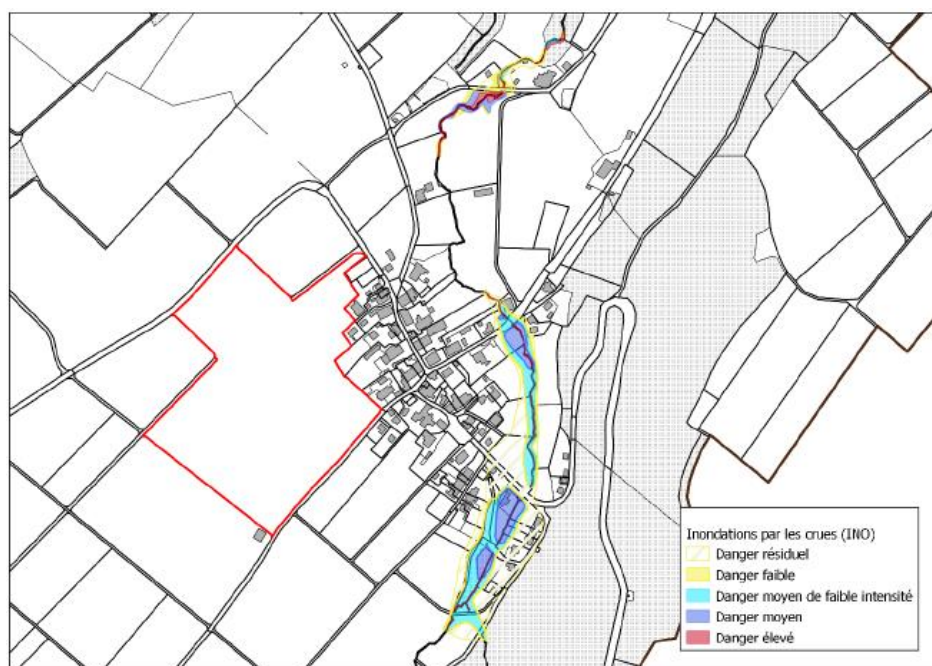 Inondations par les crues (INO)
Danger résiduel
Danger faible
Danger moyen de faible intensité
Danger moyen
Danger élevé